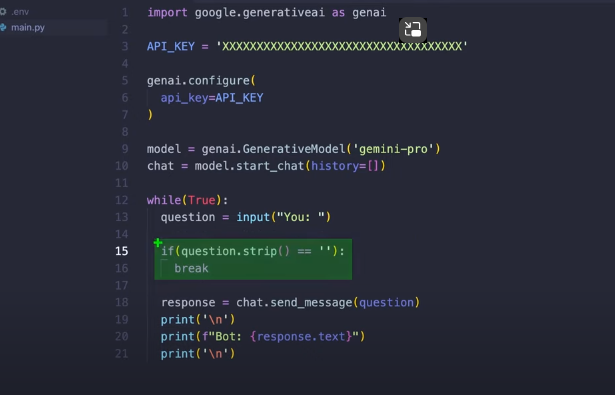 .env
main.py
1 import google.generativeai as genai
2
3 API_KEY = 'XXXXXXXXXXXXXXXXXXXXXXXXXXXXXXXXXXX'
4
5 genai.configure(
6   api_key=API_KEY
7 )
8
9 model = genai.GenerativeModel('gemini-pro')
10 chat = model.start_chat(history=[])
11
12 while(True):
13   question = input("You: ")
14
15   if(question.strip() == ''):
16     break
17
18   response = chat.send_message(question)
19   print('\n')
20   print(f"Bot: {response.text}")
21   print('\n')